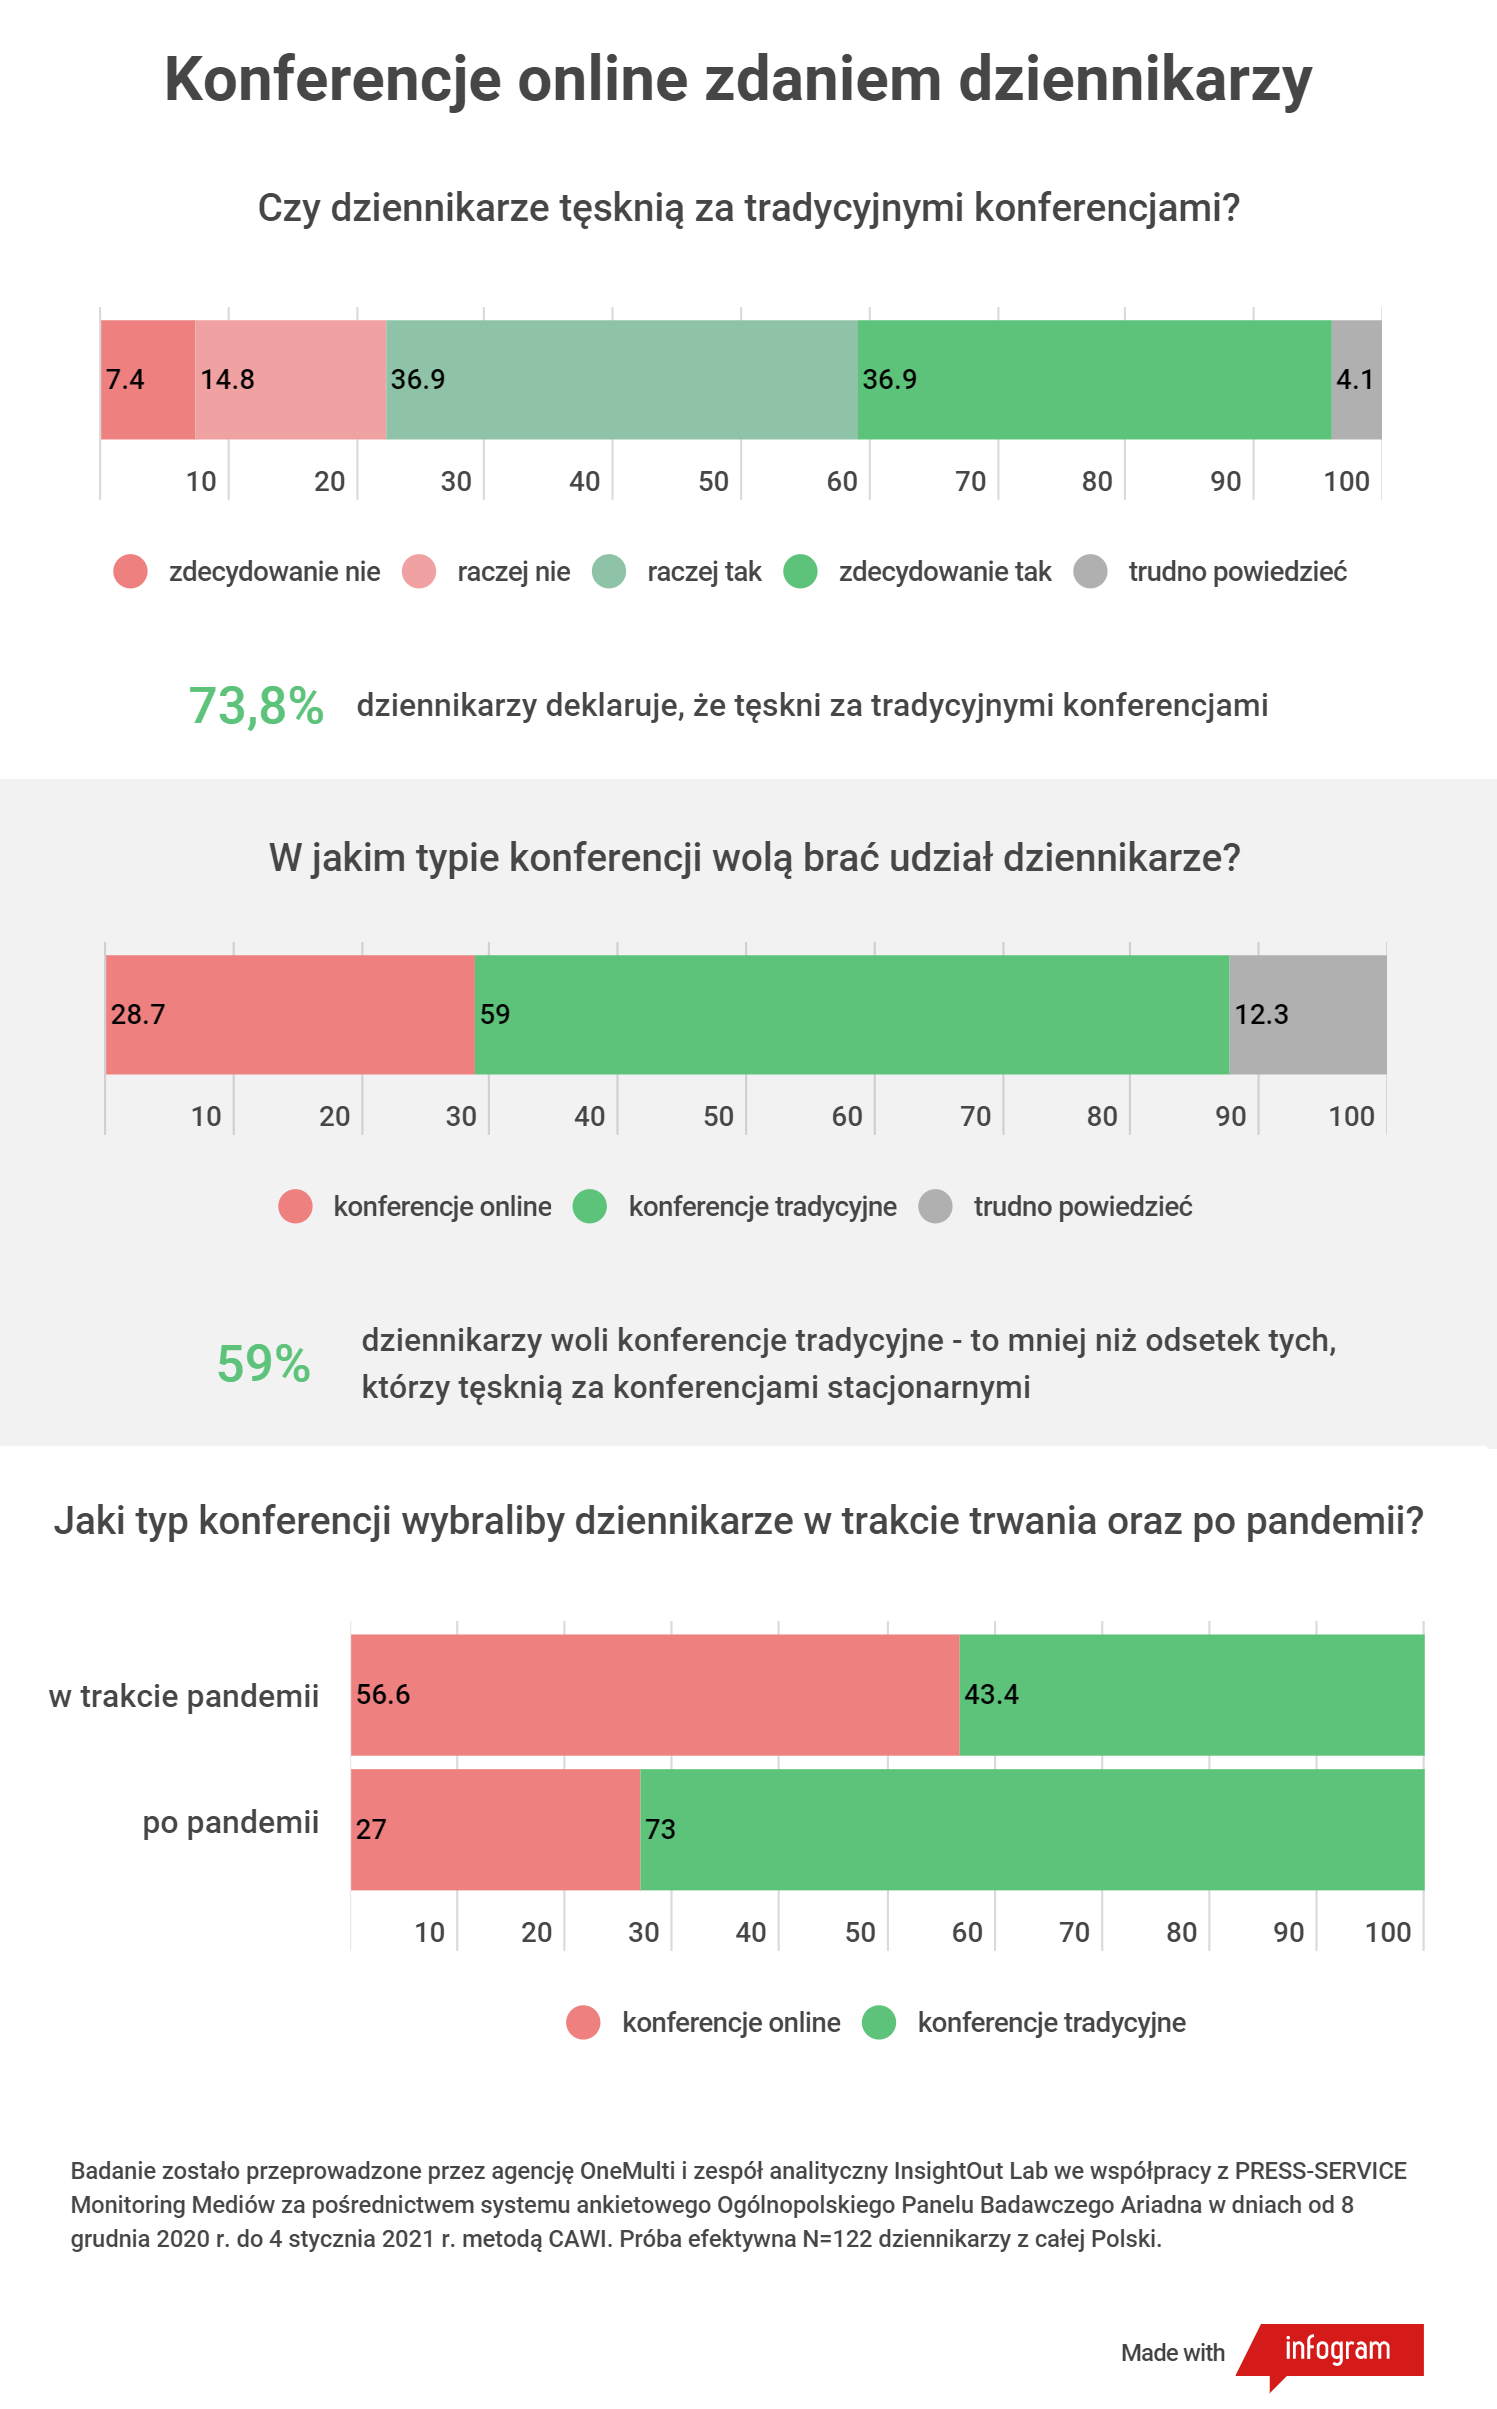 Konferencje online zdaniem dziennikarzy
Czy dziennikarze tęsknią za tradycyjnymi konferencjami?
7.4 14.8 36.9 36.9 4.1
10 20 30 40 50 60 70 80 90 100
zdecydowanie nie raczej nie raczej tak zdecydowanie tak trudno powiedzieć
73,8% dziennikarzy deklaruje, że tęskni za tradycyjnymi konferencjami
W jakim typie konferencji wolą brać udział dziennikarze?
28.7 59 12.3
10 20 30 40 50 60 70 80 90 100
konferencje online konferencje tradycyjne trudno powiedzieć
59% dziennikarzy woli konferencje tradycyjne - to mniej niż odsetek tych,
którzy tęsknią za konferencjami stacjonarnymi
Jaki typ konferencji wybraliby dziennikarze w trakcie trwania oraz po pandemii?
w trakcie pandemii 56.6 43.4
po pandemii 27 73
10 20 30 40 50 60 70 80 90 100
konferencje online konferencje tradycyjne
Badanie zostało przeprowadzone przez agencję OneMulti i zespół analityczny InsightOut Lab we współpracy z PRESS-SERVICE
Monitoring Mediów za pośrednictwem systemu ankietowego Ogólnopolskiego Panelu Badawczego Ariadna w dniach od 8
grudnia 2020 r. do 4 stycznia 2021 r. metodą CAWI. Próba efektywna N=122 dziennikarzy z całej Polski.
Made with infogram